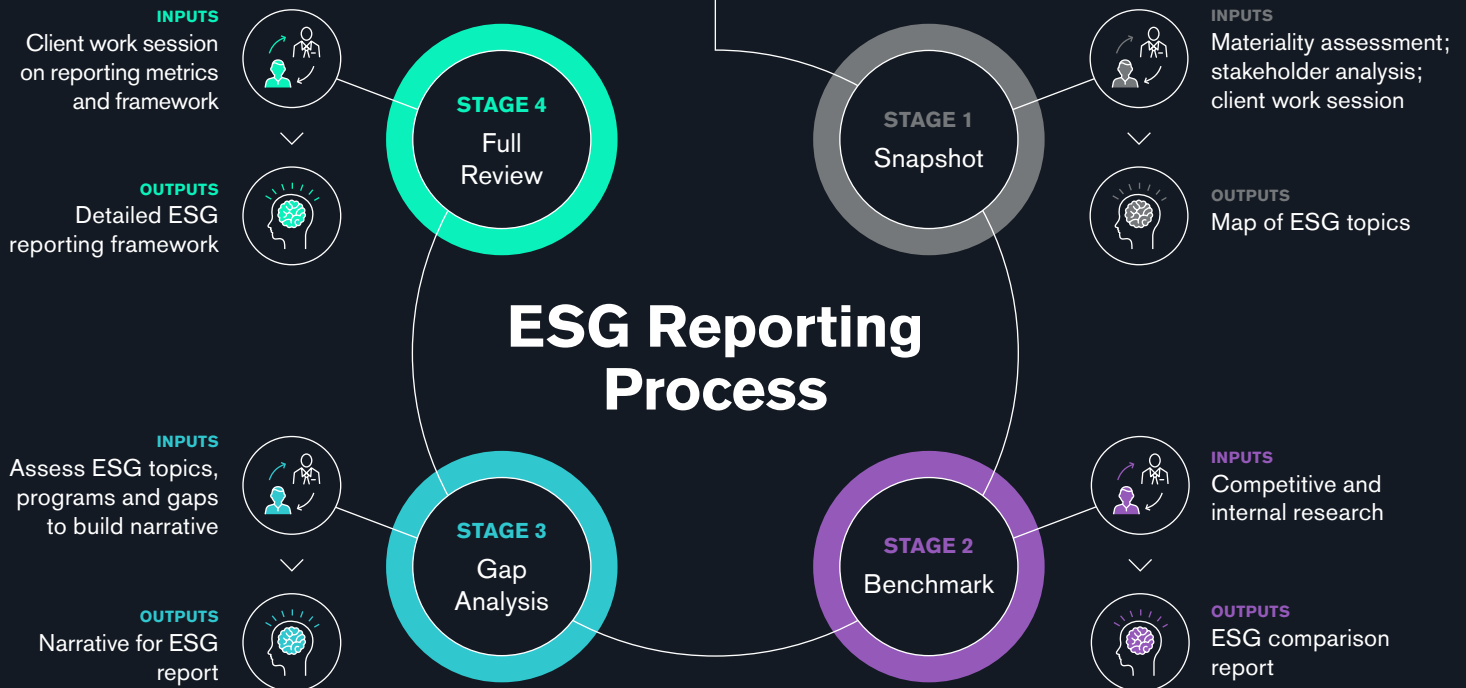 ESG Reporting
Process
STAGE 1
Snapshot
INPUTS
Materiality assessment;
stakeholder analysis;
client work session
OUTPUTS
Map of ESG topics
STAGE 2
Benchmark
INPUTS
Competitive and
internal research
OUTPUTS
ESG comparison
report
STAGE 3
Gap
Analysis
INPUTS
Assess ESG topics,
programs and gaps
to build narrative
OUTPUTS
Narrative for ESG
report
STAGE 4
Full
Review
INPUTS
Client work session
on reporting metrics
and framework
OUTPUTS
Detailed ESG
reporting framework